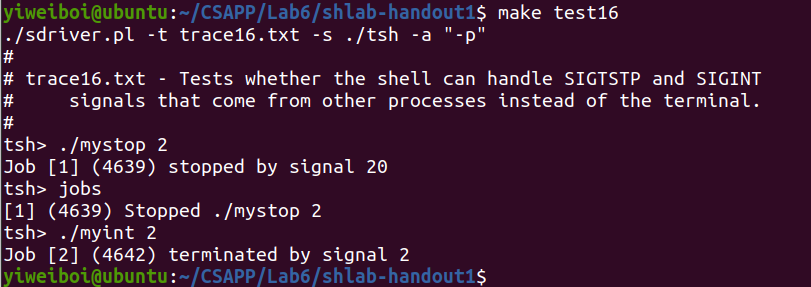 yiweiboi@ubuntu:~/CSAPP/Lab6/shlab-handout1$ make test16
./sdriver.pl -t trace16.txt -s ./tsh -a "-p"
#
# trace16.txt - Tests whether the shell can handle SIGTSTP and SIGINT
#     signals that come from other processes instead of the terminal.
#
tsh> ./mystop 2
Job [1] (4639) stopped by signal 20
tsh> jobs
[1] (4639) Stopped ./mystop 2
tsh> ./myint 2
Job [2] (4642) terminated by signal 2
yiweiboi@ubuntu:~/CSAPP/Lab6/shlab-handout1$